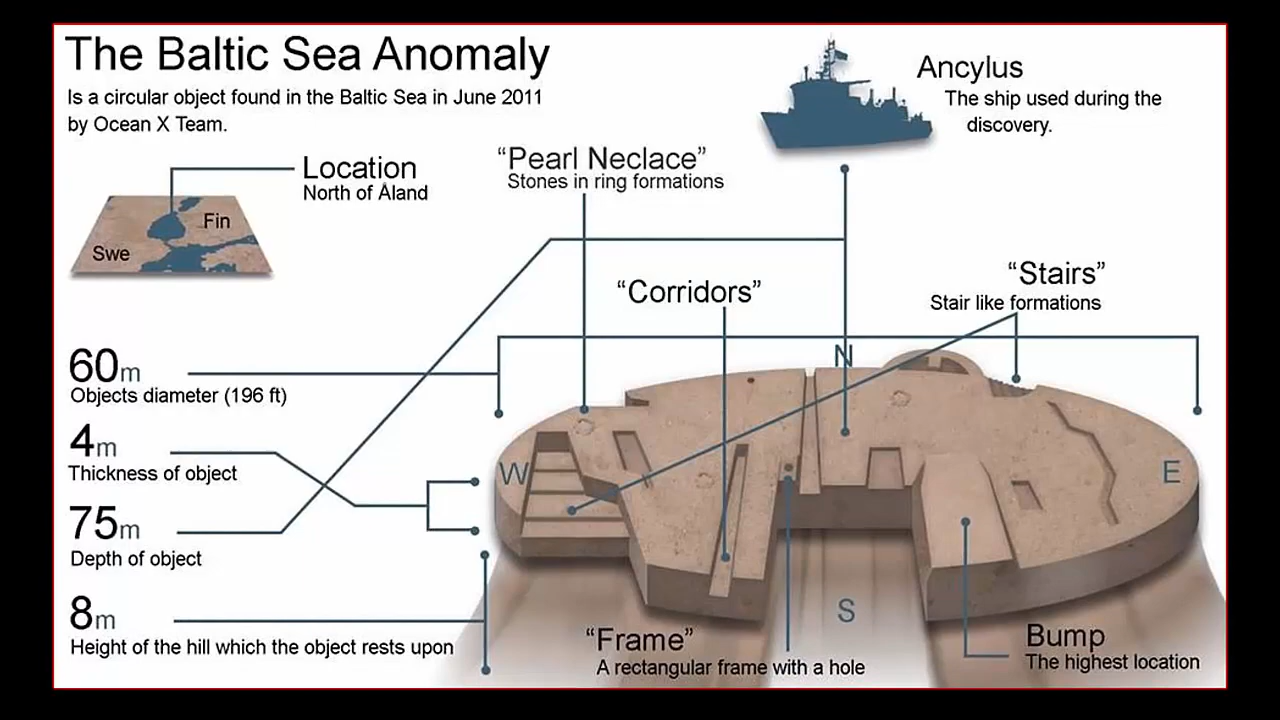 The Baltic Sea Anomaly
Is a circular object found in the Baltic Sea in June 2011
by Ocean X Team.
Ancylus
The ship used during the
discovery.
Location
North of Åland
Fin
Swe
“Pearl Neclace”
Stones in ring formations
“Corridors”
“Stairs”
Stair like formations
60m
Objects diameter (196 ft)
4m
Thickness of object
75m
Depth of object
8m
Height of the hill which the object rests upon
N
W
E
S
“Frame”
A rectangular frame with a hole
Bump
The highest location